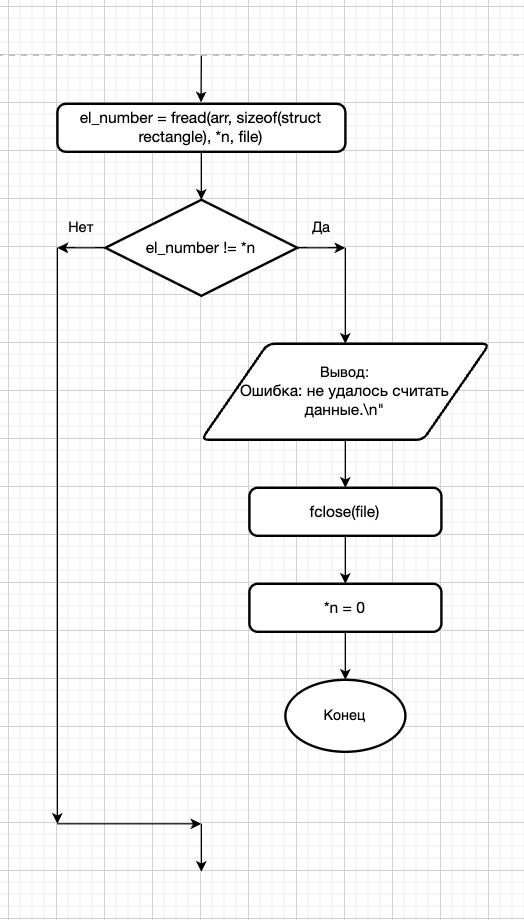 el_number = fread(arr, sizeof(struct
rectangle), *n, file)
Нет
Да
el_number != *n
Вывод:
Ошибка: не удалось считать
данные.\n"
fclose(file)
*n = 0
Конец